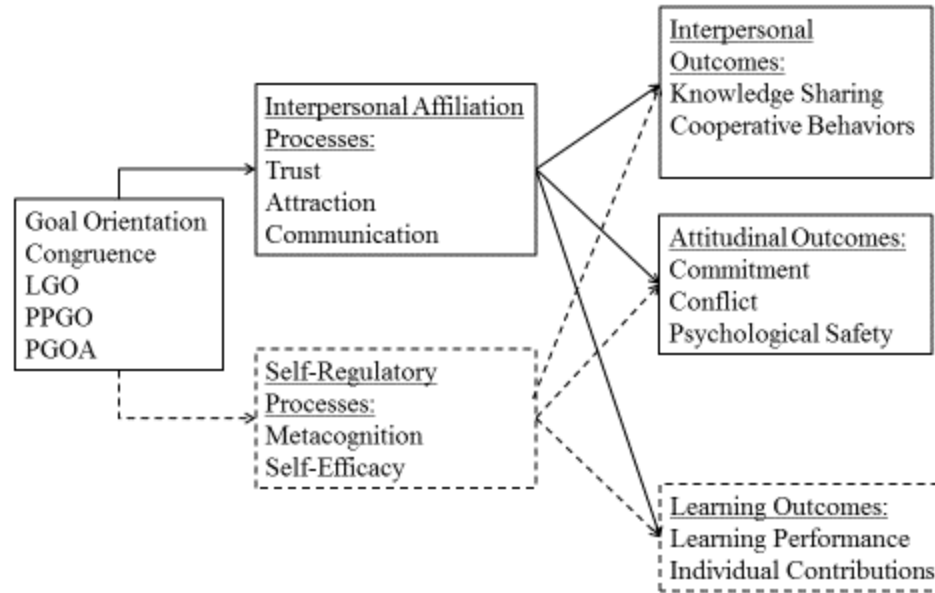 Goal Orientation
Congruence
LGO
PPGO
PGOA
Interpersonal Affiliation
Processes:
Trust
Attraction
Communication
Self-Regulatory
Processes:
Metacognition
Self-Efficacy
Interpersonal
Outcomes:
Knowledge Sharing
Cooperative Behaviors
Attitudinal Outcomes:
Commitment
Conflict
Psychological Safety
Learning Outcomes:
Learning Performance
Individual Contributions